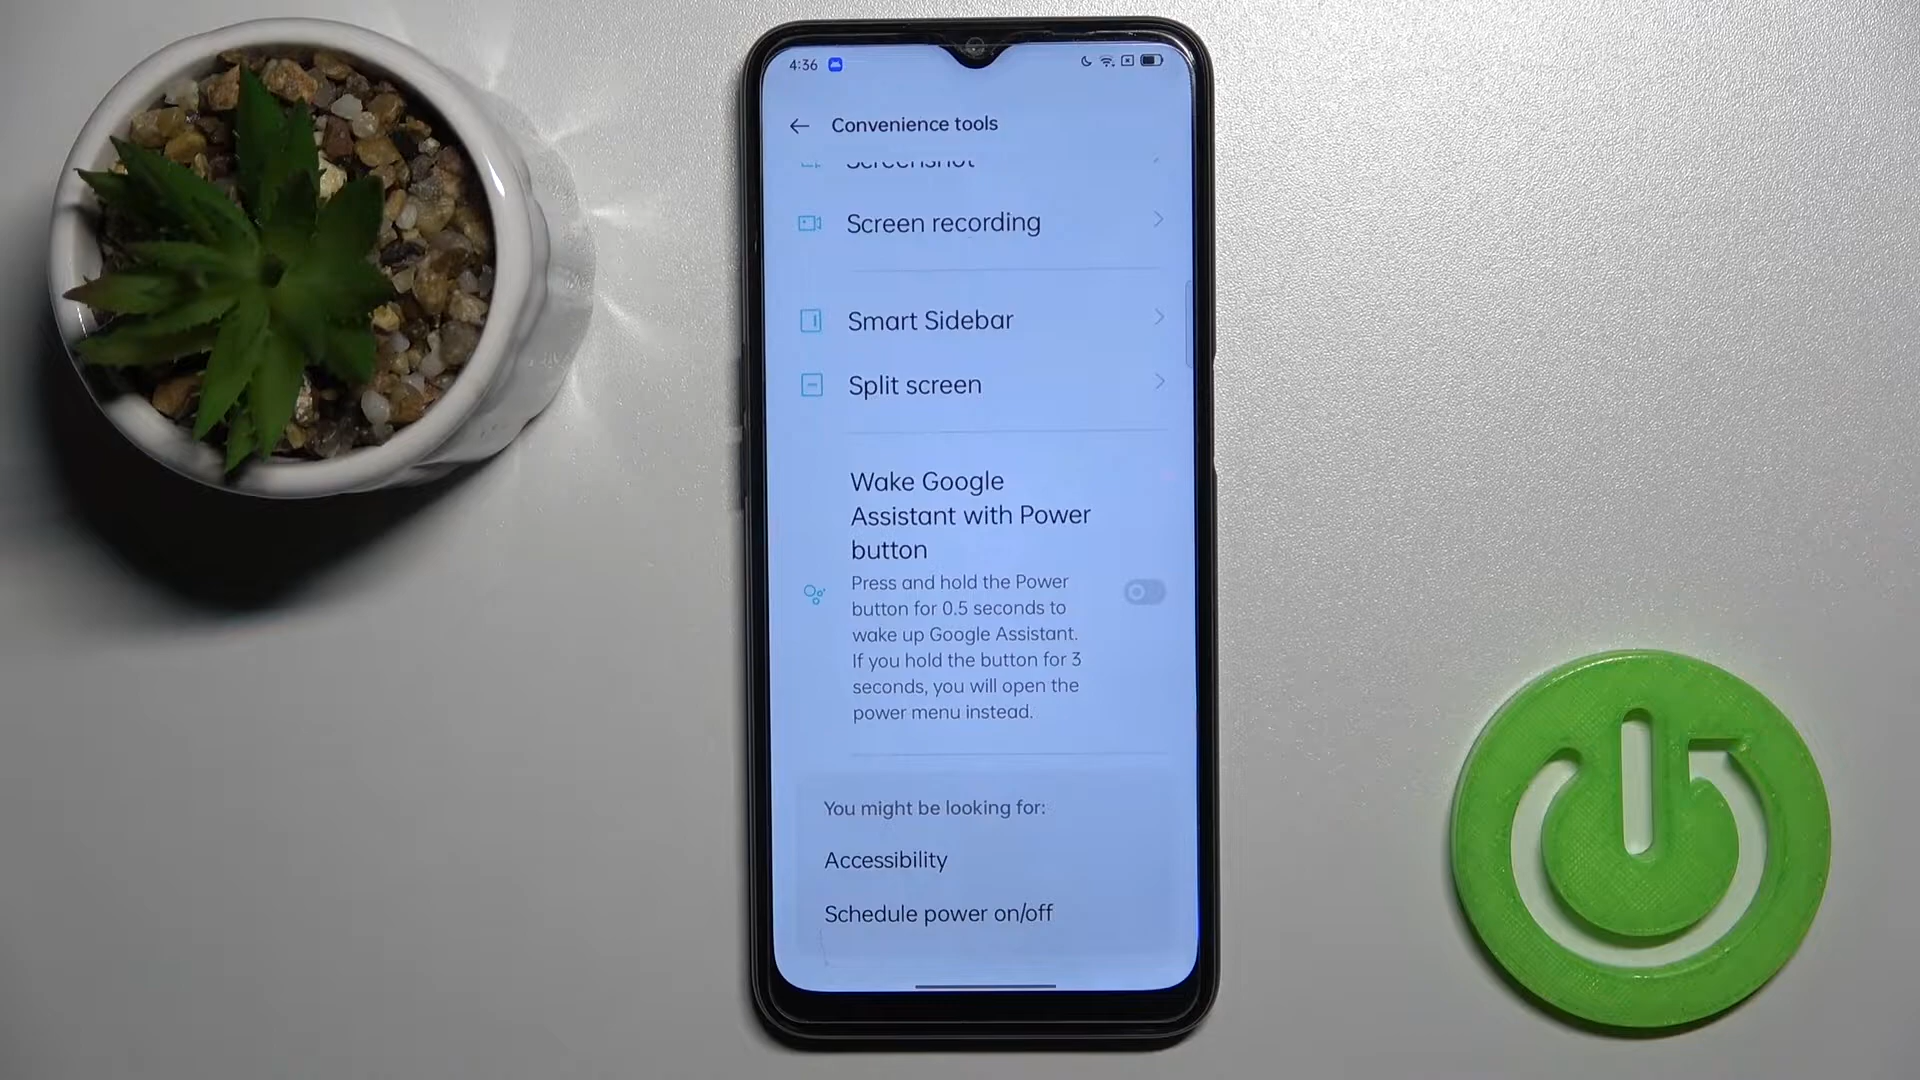 4:36
Convenience tools
Screenshot
Screen recording
Smart Sidebar
Split screen
Wake Google
Assistant with Power
button
Press and hold the Power
button for 0.5 seconds to
wake up Google Assistant.
If you hold the button for 3
seconds, you will open the
power menu instead.
You might be looking for:
Accessibility
Schedule power on/off